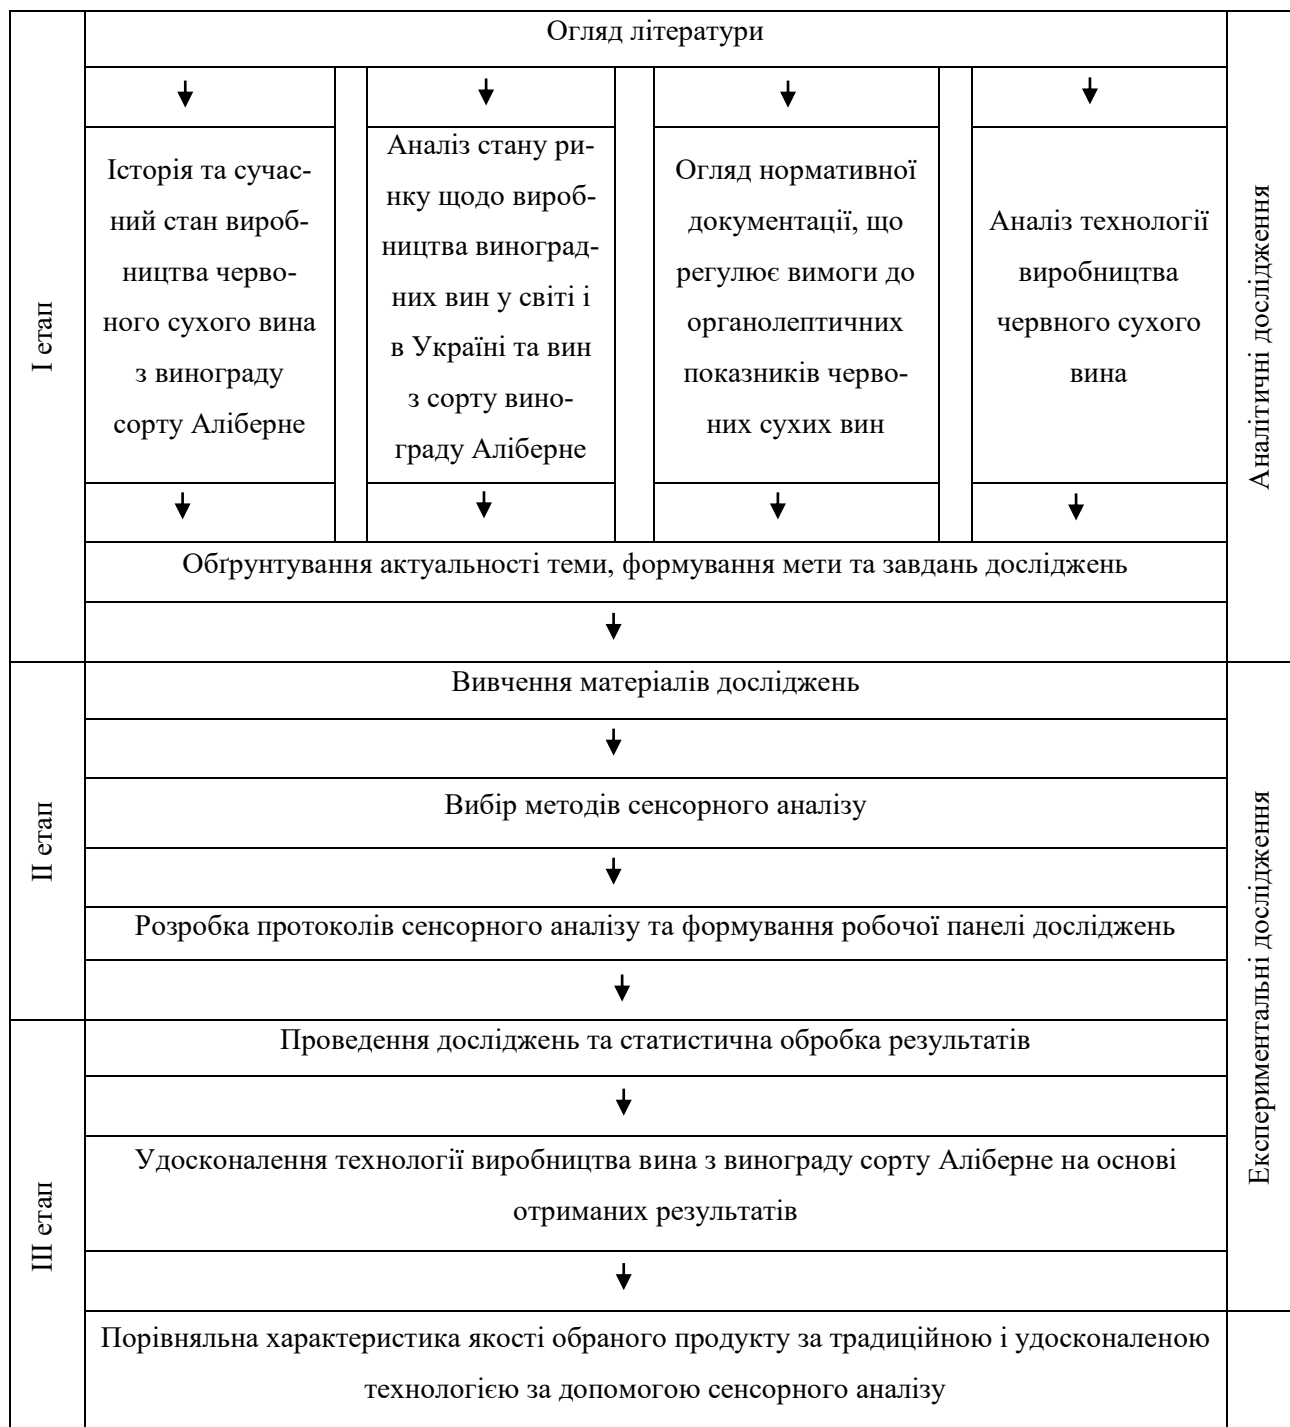 Огляд літератури
І етап
Історія та сучас-
ний стан вироб-
ництва черво-
ного сухого вина
з винограду
сорту Аліберне
Аналіз стану ри-
нку щодо вироб-
ництва виноград-
них вин у світі і
в Україні та вин
з сорту вино-
граду Аліберне
Огляд нормативної
документації, що
регулює вимоги до
органолептичних
показників черво-
них сухих вин
Аналіз технології
виробництва
червного сухого
вина
Аналітичні дослідження
Обґрунтування актуальності теми, формування мети та завдань досліджень
ІІ етап
Вивчення матеріалів досліджень
Вибір методів сенсорного аналізу
Розробка протоколів сенсорного аналізу та формування робочої панелі досліджень
Експериментальні дослідження
ІІІ етап
Проведення досліджень та статистична обробка результатів
Удосконалення технології виробництва вина з винограду сорту Аліберне на основі
отриманих результатів
Порівняльна характеристика якості обраного продукту за традиційною і удосконаленою
технологією за допомогою сенсорного аналізу